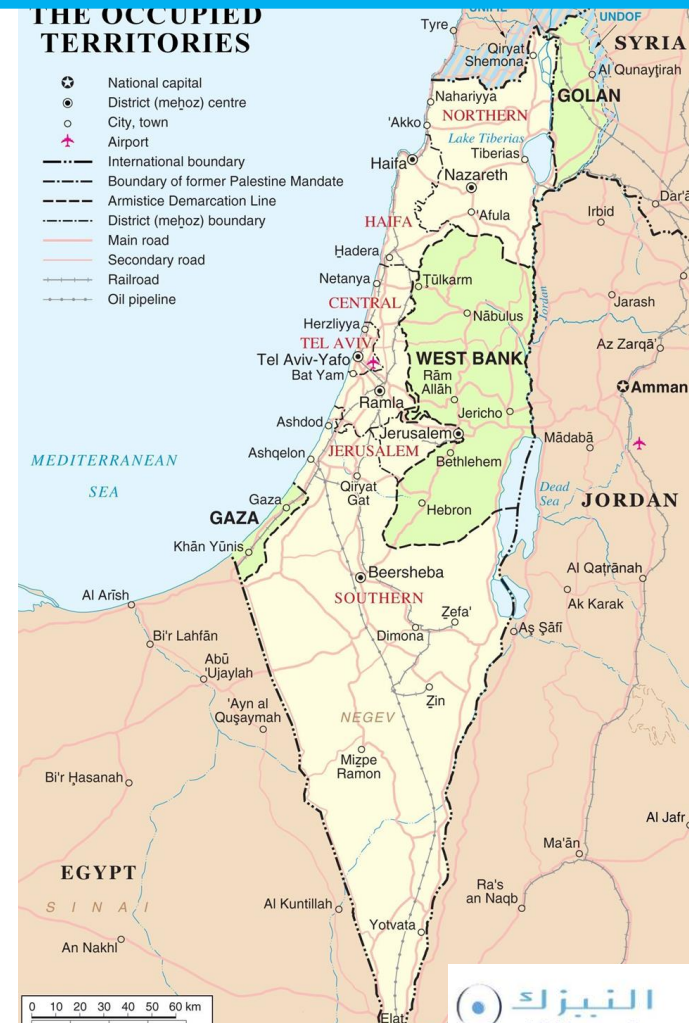 THE OCCUPIED
TERRITORIES
National capital
District (meḥoz) centre
City, town
Airport
International boundary
Boundary of former Palestine Mandate
Armistice Demarcation Line
District (meḥoz) boundary
Main road
Secondary road
Railroad
Oil pipeline
UNIFIL
UNDOF
Tyre
SYRIA
Qiryat
Shemona
Al Qunayṭirah
GOLAN
Nahariyya
NORTHERN
'Akko
Lake Tiberias
Tiberias
Haifa
Nazareth
Dar'ā
'Afula
Irbid
HAIFA
Ḥadera
Netanya
Ṭūlkarm
CENTRAL
Jordan
Jarash
Nābulus
Herzliyya
TEL AVIV
Az Zarqā'
Tel Aviv-Yafo
WEST BANK
Bat Yam
Rām
Allāh
Amman
Ramla
Jericho
Ashdod
Jerusalem
Mādabā
MEDITERRANEAN
SEA
Ashqelon
JERUSALEM
Bethlehem
Qiryat
Gat
Dead
Sea
JORDAN
Gaza
GAZA
Hebron
Khān Yūnis
Al Qaṭrānah
Beersheba
Al Arīsh
SOUTHERN
Ak Karak
Ẕefa'
Dimona
Aş Şāfī
Bi'r Lahfān
Abū
'Ujaylah
Ẕin
'Ayn al
Quşaymah
NEGEV
Miẕpe
Ramon
Bi'r Ḩasanah
Al Jafr
Ma'ān
EGYPT
Ra's
an Naqb
SINAI
Al Kuntillah
Yotvata
An Nakhl
0 10 20 30 40 50 60 km
Elat
النيزك